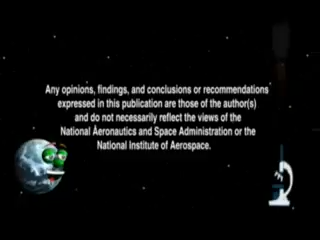 Any opinions, findings, and conclusions or recommendations
expressed in this publication are those of the author(s)
and do not necessarily reflect the views of the
National Aeronautics and Space Administration or the
National Institute of Aerospace.